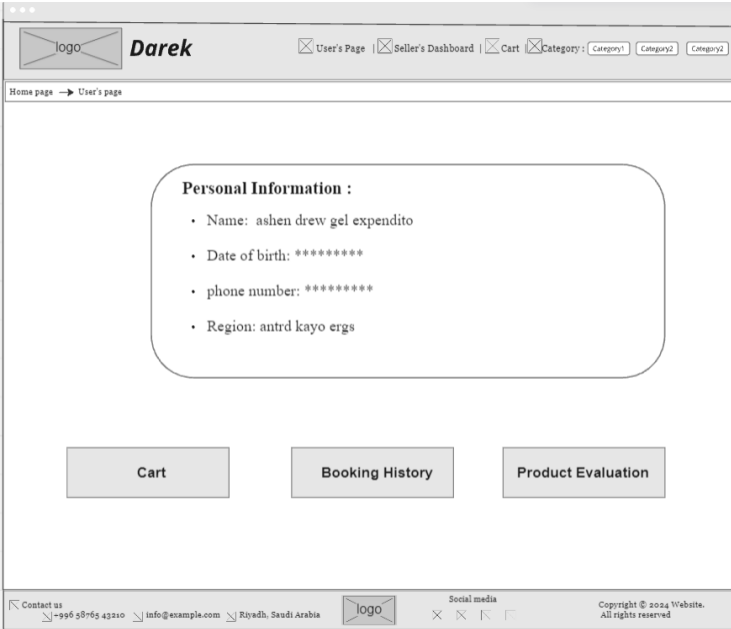 logo Darek User's Page | Seller's Dashboard | Cart | Category : Category1 Category2 Category2
Home page User's page
Personal Information :
• Name: ashen drew gel expendito
• Date of birth: *********
• phone number: *********
• Region: antrd kayo ergs
Cart Booking History Product Evaluation
Contact us
+996 58765 43210 info@example.com Riyadh, Saudi Arabia
logo
Social media
Copyright © 2024 Website.
All rights reserved